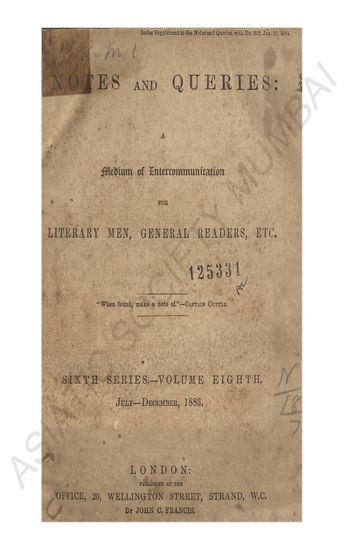 Index Supplement to the Notes and Queries, with No. 212, Jan. 19, 1884.
NOTES AND QUERIES:
A
Medium of Intercommunication
FOR
LITERARY MEN, GENERAL READERS, ETC.
125331
"When found, make a note of."—CAPTAIN CUTTLE.
SIXTH SERIES.—VOLUME EIGHTH.
JULY—DECEMBER, 1883.
LONDON:
PUBLISHED AT THE
OFFICE, 20, WELLINGTON STREET, STRAND, W.C.
BY JOHN C. FRANCIS.
ASIATIC SOCIETY MUMBAI